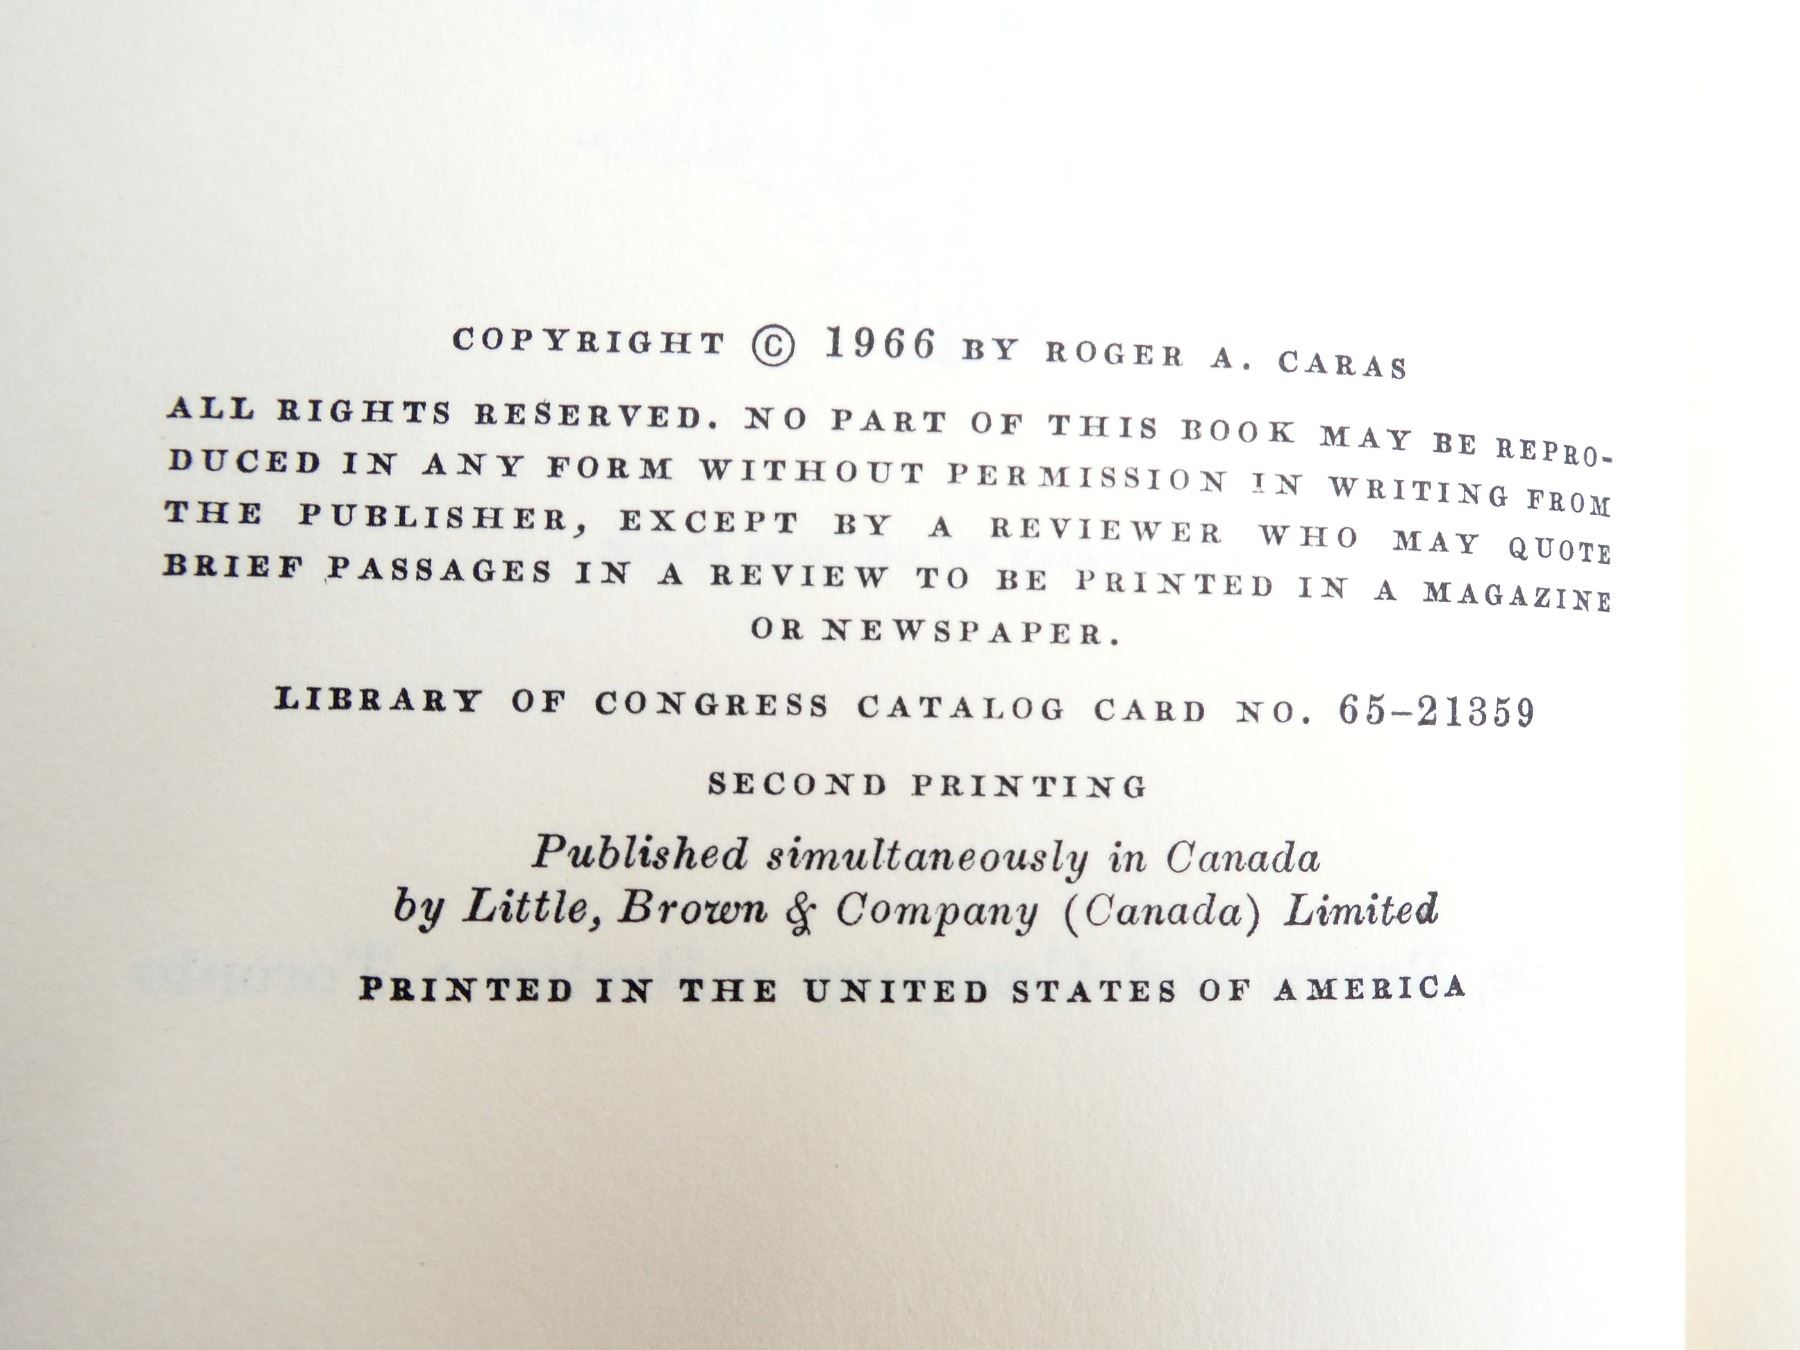 COPYRIGHT © 1966 BY ROGER A. CARAS
ALL RIGHTS RESERVED. NO PART OF THIS BOOK MAY BE REPRO-
DUCED IN ANY FORM WITHOUT PERMISSION IN WRITING FROM
THE PUBLISHER, EXCEPT BY A REVIEWER WHO MAY QUOTE
BRIEF PASSAGES IN A REVIEW TO BE PRINTED IN A MAGAZINE
OR NEWSPAPER.
LIBRARY OF CONGRESS CATALOG CARD NO. 65–21359
SECOND PRINTING
Published simultaneously in Canada
by Little, Brown & Company (Canada) Limited
PRINTED IN THE UNITED STATES OF AMERICA